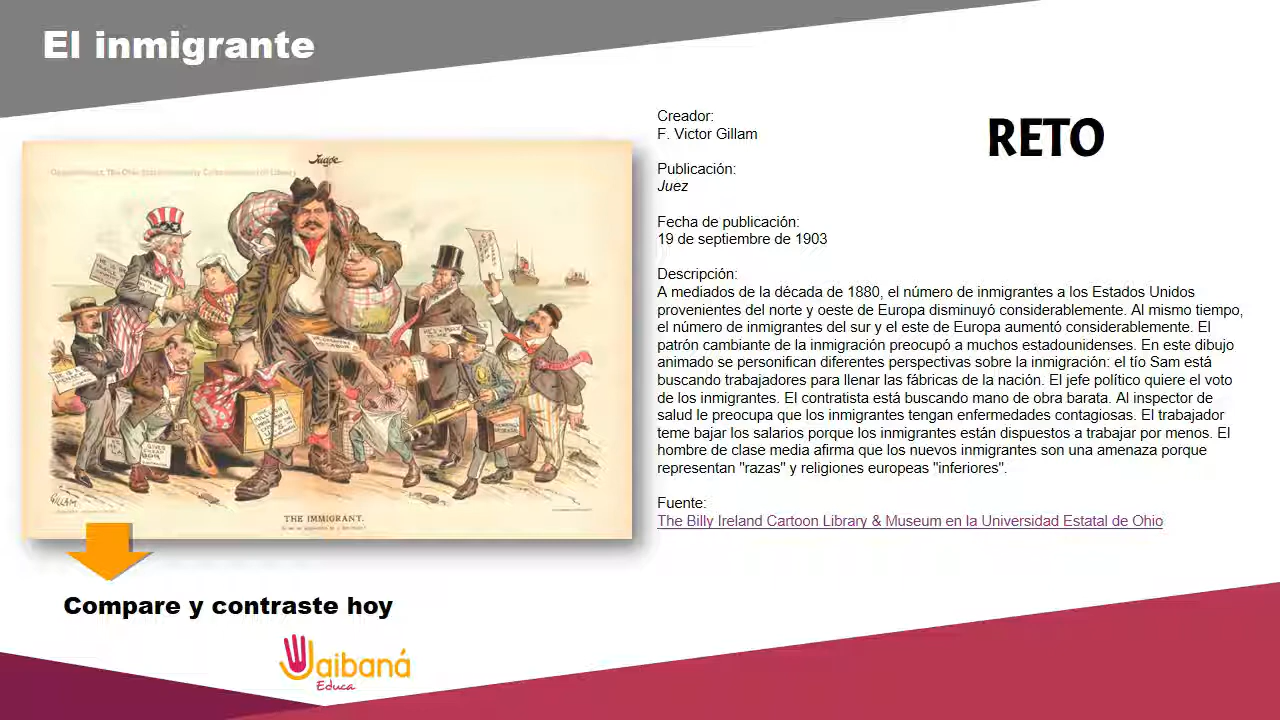 El inmigrante
Judge
THE IMMIGRANT.
GILLAM
Compare y contraste hoy
Creador:
F. Victor Gillam
RETO
Publicación:
Juez
Fecha de publicación:
19 de septiembre de 1903
Descripción:
A mediados de la década de 1880, el número de inmigrantes a los Estados Unidos
provenientes del norte y oeste de Europa disminuyó considerablemente. Al mismo tiempo,
el número de inmigrantes del sur y el este de Europa aumentó considerablemente. El
patrón cambiante de la inmigración preocupó a muchos estadounidenses. En este dibujo
animado se personifican diferentes perspectivas sobre la inmigración: el tío Sam está
buscando trabajadores para llenar las fábricas de la nación. El jefe político quiere el voto
de los inmigrantes. El contratista está buscando mano de obra barata. Al inspector de
salud le preocupa que los inmigrantes tengan enfermedades contagiosas. El trabajador
teme bajar los salarios porque los inmigrantes están dispuestos a trabajar por menos. El
hombre de clase media afirma que los nuevos inmigrantes son una amenaza porque
representan "razas" y religiones europeas "inferiores".
Fuente:
The Billy Ireland Cartoon Library & Museum en la Universidad Estatal de Ohio
Jaibaná
Educa